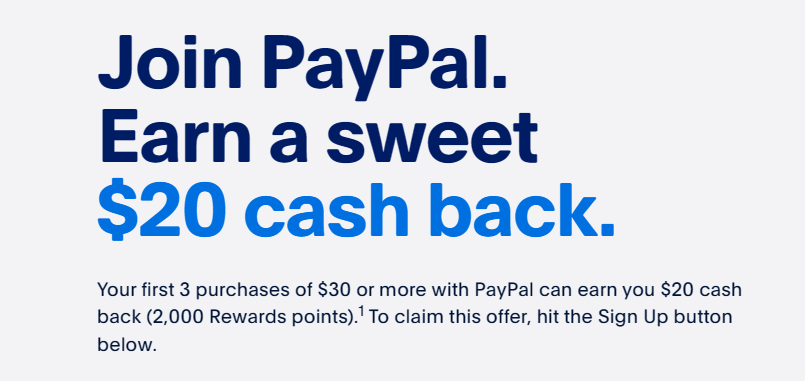 Join PayPal.
Earn a sweet
$20 cash back.
Your first 3 purchases of $30 or more with PayPal can earn you $20 cash
back (2,000 Rewards points).1 To claim this offer, hit the Sign Up button
below.